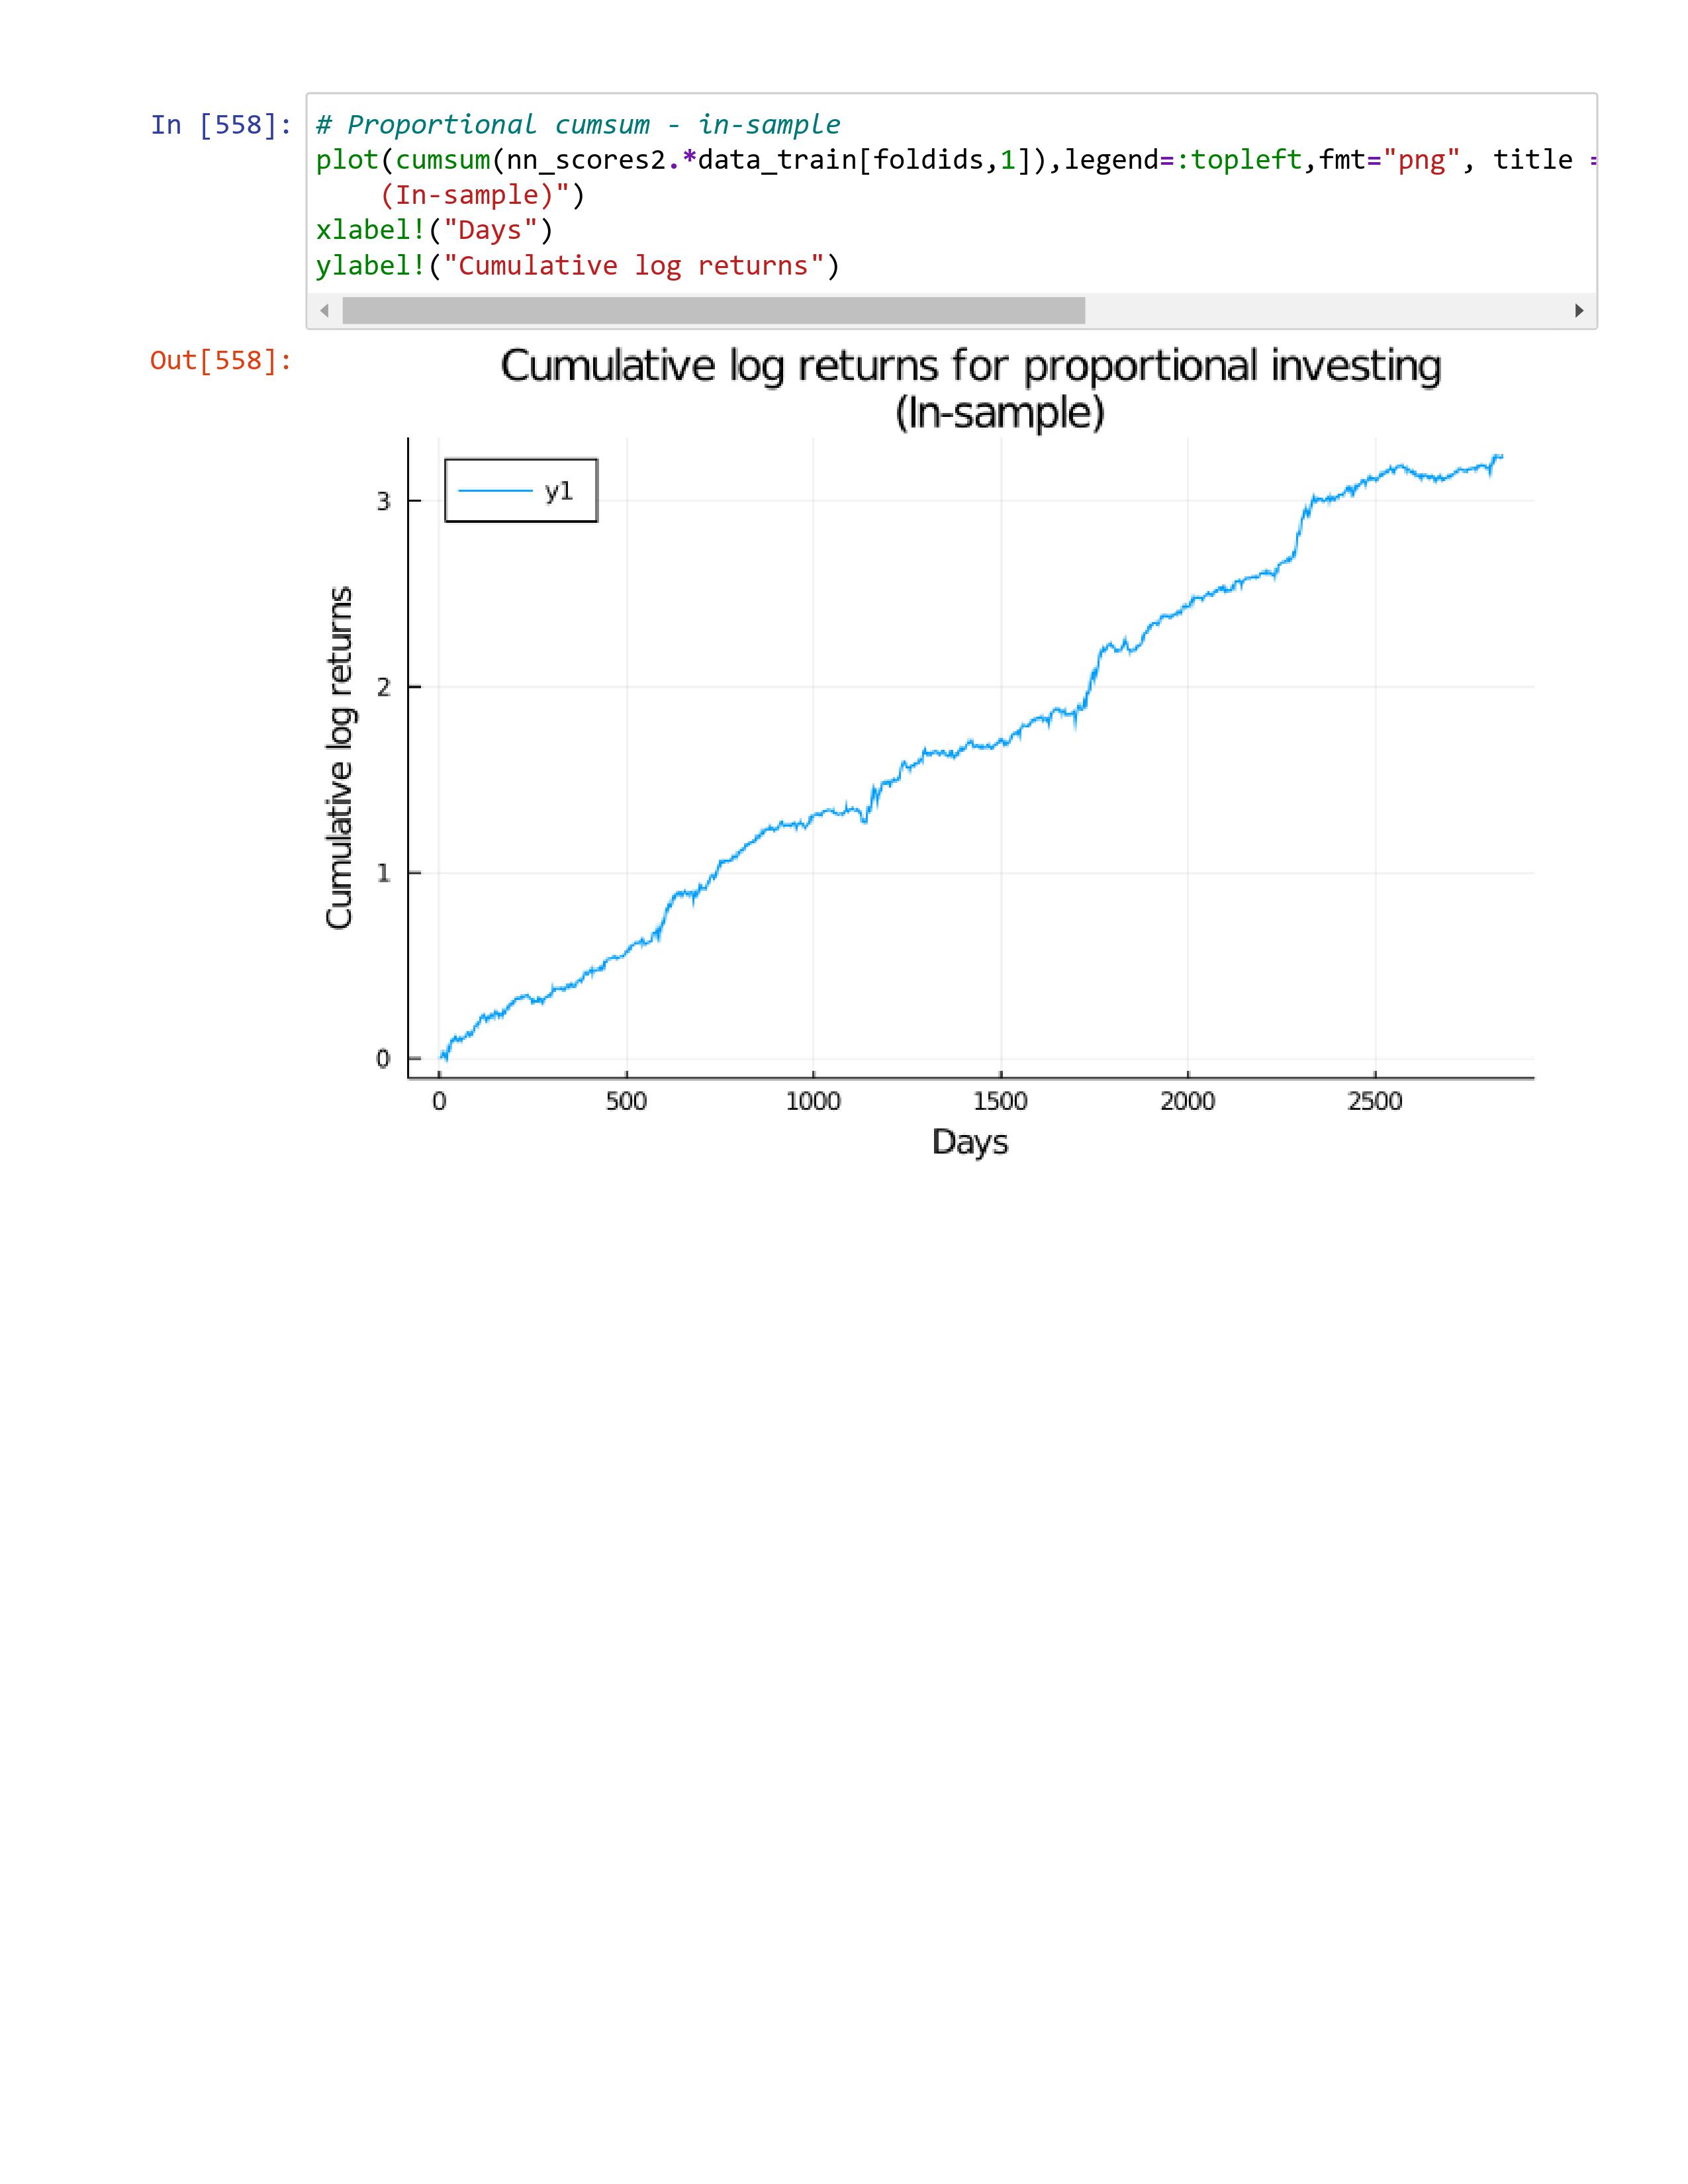 In [558]:
# Proportional cumsum - in-sample
plot(cumsum(nn_scores2.*data_train[foldids,1]),legend=:topleft,fmt="png", title =
(In-sample)")
xlabel!("Days")
ylabel!("Cumulative log returns")
Out[558]:
Cumulative log returns for proportional investing
(In-sample)
y1
3
2
1
0
Cumulative log returns
0 500 1000 1500 2000 2500
Days